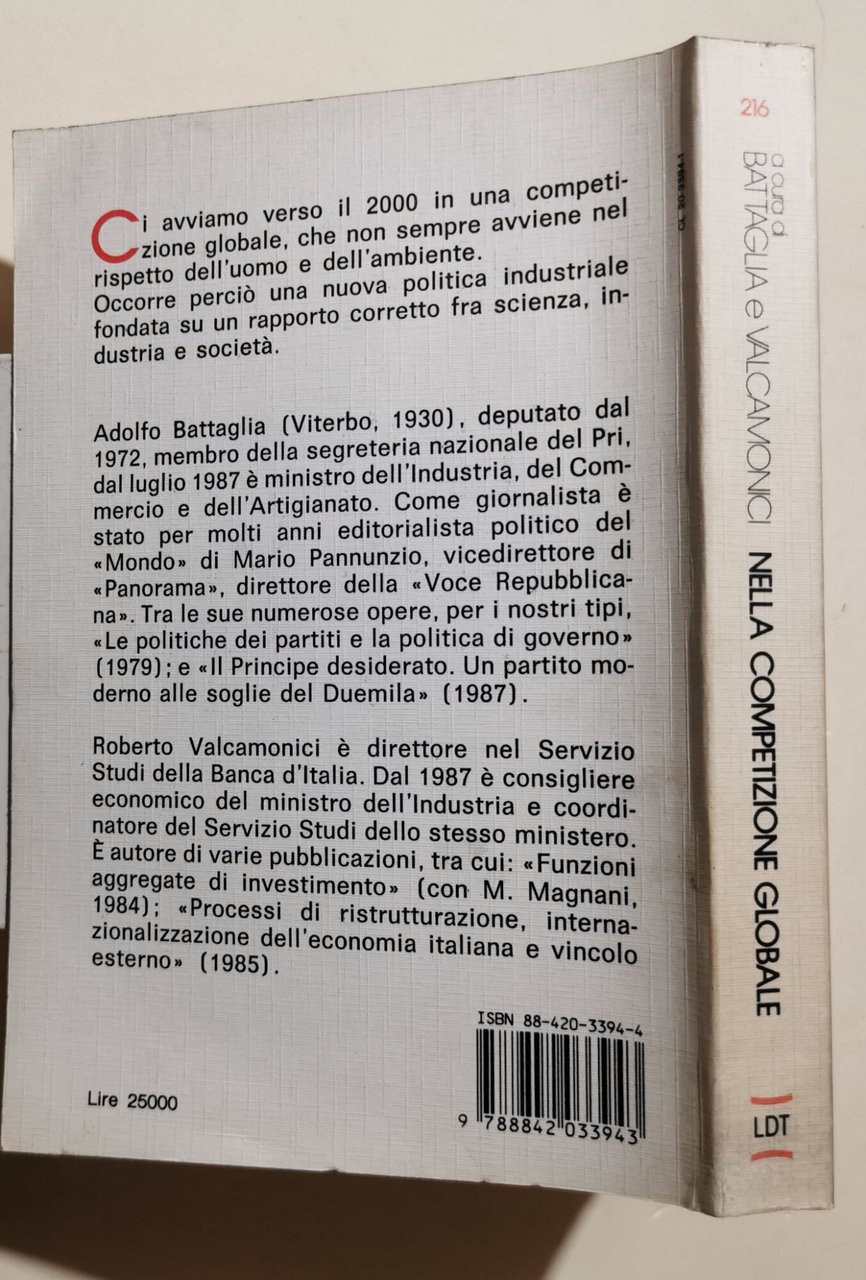 Ci avviamo verso il 2000 in una competi-
zione globale, che non sempre avviene nel
rispetto dell'uomo e dell'ambiente.
Occorre perciò una nuova politica industriale
fondata su un rapporto corretto fra scienza, in-
dustria e società.
Adolfo Battaglia (Viterbo, 1930), deputato dal
1972, membro della segreteria nazionale del Pri,
dal luglio 1987 è ministro dell'Industria, del Com-
mercio e dell'Artigianato. Come giornalista è
stato per molti anni editorialista politico del
«Mondo» di Mario Pannunzio, vicedirettore di
«Panorama», direttore della «Voce Repubblica-
na». Tra le sue numerose opere, per i nostri tipi,
«Le politiche dei partiti e la politica di governo»
(1979); e «Il Principe desiderato. Un partito mo-
derno alle soglie del Duemila» (1987).
Roberto Valcamonici è direttore nel Servizio
Studi della Banca d'Italia. Dal 1987 è consigliere
economico del ministro dell'Industria e coordi-
natore del Servizio Studi dello stesso ministero.
È autore di varie pubblicazioni, tra cui: «Funzioni
aggregate di investimento» (con M. Magnani,
1984); «Processi di ristrutturazione, interna-
zionalizzazione dell'economia italiana e vincolo
esterno» (1985).
Lire 25000
ISBN 88-420-3394-4
9 788842 033943
CL 20-3394-1
216
a cura di
BATTAGLIA e VALCAMONICI NELLA COMPETIZIONE GLOBALE
LDT